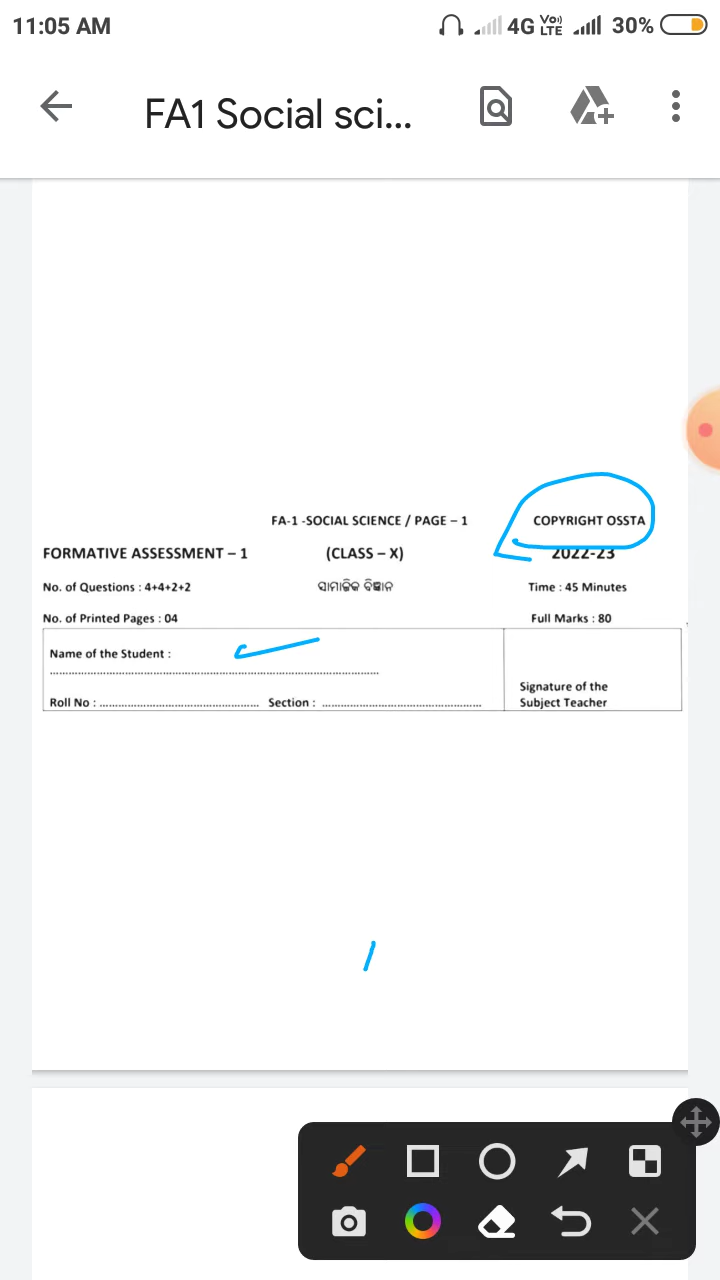 11:05 AM 4G Vo)) LTE 30%
FA1 Social sci...
FA-1 -SOCIAL SCIENCE / PAGE – 1 COPYRIGHT OSSTA
FORMATIVE ASSESSMENT – 1 (CLASS – X) 2022-23
No. of Questions : 4+4+2+2 ସାମାଜିକ ବିଜ୍ଞାନ Time : 45 Minutes
No. of Printed Pages : 04 Full Marks : 80
Name of the Student :
Signature of the
Roll No : Section : Subject Teacher